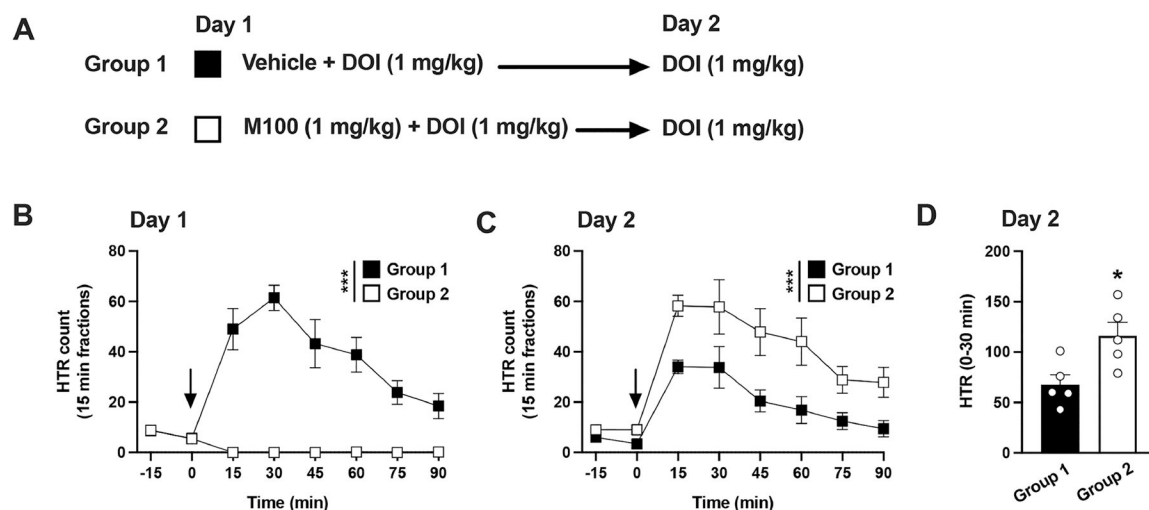 A
Day 1
Day 2
Group 1
Vehicle + DOI (1 mg/kg)
DOI (1 mg/kg)
Group 2
M100 (1 mg/kg) + DOI (1 mg/kg)
DOI (1 mg/kg)
B
Day 1
HTR count
(15 min fractions)
80
60
40
20
0
***
Group 1
Group 2
-15
0
15
30
45
60
75
90
Time (min)
C
Day 2
HTR count
(15 min fractions)
80
60
40
20
0
***
Group 1
Group 2
-15
0
15
30
45
60
75
90
Time (min)
D
Day 2
HTR (0-30 min)
200
150
100
50
0
*
Group 1
Group 2